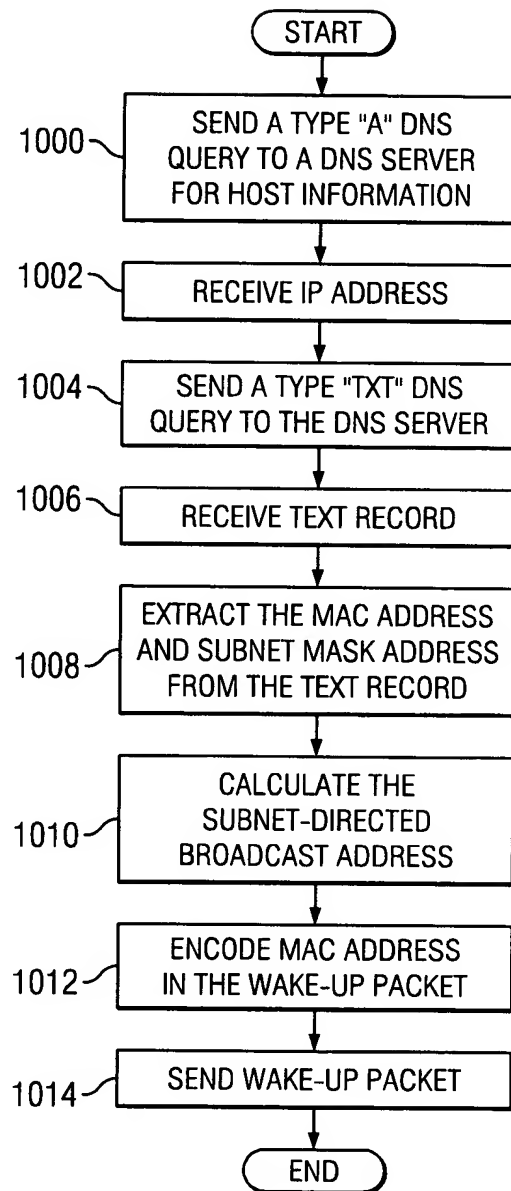 START
1000
SEND A TYPE "A" DNS
QUERY TO A DNS SERVER
FOR HOST INFORMATION
1002
RECEIVE IP ADDRESS
1004
SEND A TYPE "TXT" DNS
QUERY TO THE DNS SERVER
1006
RECEIVE TEXT RECORD
1008
EXTRACT THE MAC ADDRESS
AND SUBNET MASK ADDRESS
FROM THE TEXT RECORD
1010
CALCULATE THE
SUBNET-DIRECTED
BROADCAST ADDRESS
1012
ENCODE MAC ADDRESS
IN THE WAKE-UP PACKET
1014
SEND WAKE-UP PACKET
END